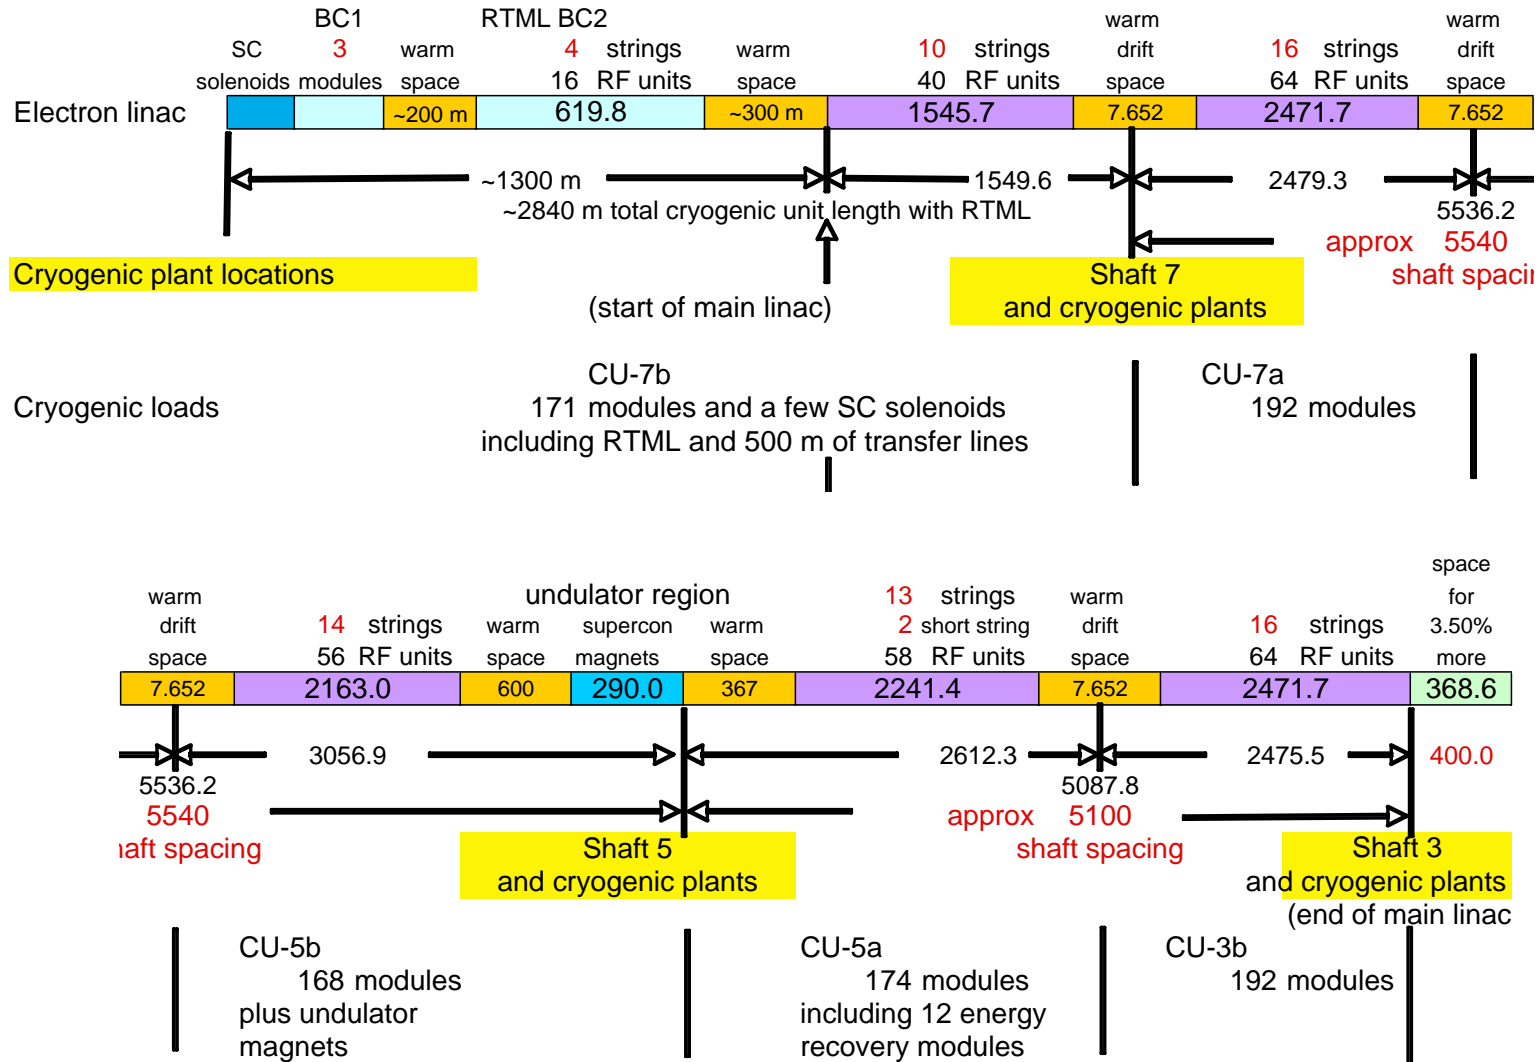 BC1 RTML BC2 warm warm
SC 3 warm 4 strings warm 10 strings drift 16 strings drift
solenoids modules space 16 RF units space 40 RF units space 64 RF units space
Electron linac ~200 m 619.8 ~300 m 1545.7 7.652 2471.7 7.652
~1300 m 1549.6 2479.3
~2840 m total cryogenic unit length with RTML 5536.2
approx 5540
Cryogenic plant locations Shaft 7 shaft spacin
(start of main linac) and cryogenic plants
CU-7b CU-7a
Cryogenic loads 171 modules and a few SC solenoids 192 modules
including RTML and 500 m of transfer lines
space
warm undulator region 13 strings warm for
drift 14 strings warm supercon warm 2 short string drift 16 strings 3.50%
space 56 RF units space magnets space 58 RF units space 64 RF units more
7.652 2163.0 600 290.0 367 2241.4 7.652 2471.7 368.6
3056.9 2612.3 2475.5 400.0
5536.2 5087.8
5540 approx 5100
haft spacing Shaft 5 shaft spacing Shaft 3
and cryogenic plants and cryogenic plants
(end of main linac
CU-5b CU-5a CU-3b
168 modules 174 modules 192 modules
plus undulator including 12 energy
magnets recovery modules